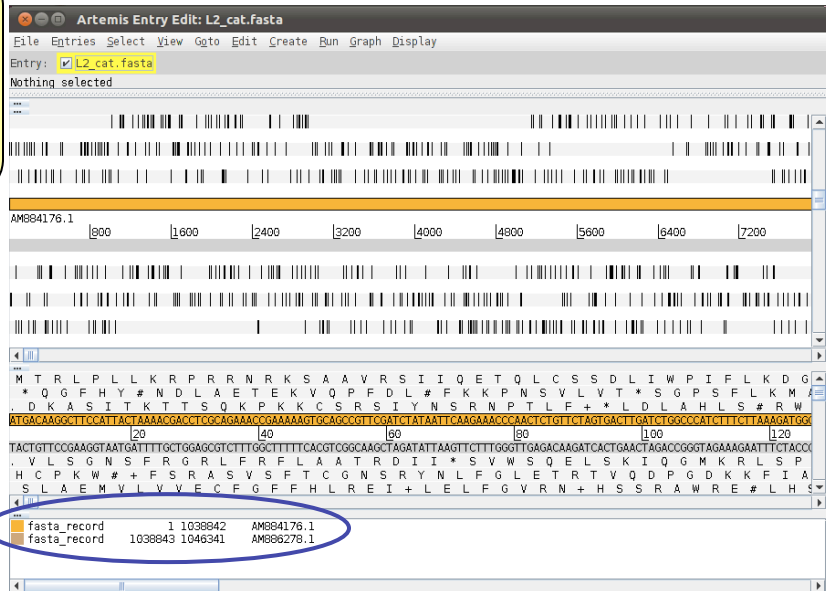 Artemis Entry Edit: L2_cat.fasta
File Entries Select View Goto Edit Create Run Graph Display
Entry: L2_cat.fasta
Nothing selected
AM884176.1
800 1600 2400 3200 4000 4800 5600 6400 7200
M T R L P L L K R P R R N R K S A A V R S I I Q E T Q L C S S D L I W P I F L K D G
* Q G F H Y # N D L A E T E K V Q P F D L # F K K P N S V L V T * S G P S F L K M A
. D K A S I T K T T S Q K P K K C S R S I Y N S R N P T L F + * L D L A H L S # R W
ATGACAAGGCTTCCATTACTAAAACGACCTCGCAGAAACCGAAAAAGTGCAGCCGTTCGATCTATAATTCAAGAAACCCAACTCTGTTCTAGTGACTTGATCTGGCCCATCTTTCTTAAAGATGGG
20 40 60 80 100 120
TACTGTTCCGAAGGTAATGATTTTGCTGGAGCGTCTTTGGCTTTTTCACGTCGGCAAGCTAGATATTAAGTTCTTTGGGTTGAGACAAGATCACTGAACTAGACCGGGTAGAAAGAATTTCTACCC
. V L S G N S F R G R L F R F L A A T R D I I * S V W S Q E L S K I Q G M K R L S P
H C P K W # + F S R A S V S F T C G N S R Y N L F G L E T R T V Q D P G D K K F I A
S L A E M V L V V E C F G F F H L R E I + L E L F G V R N + H S S R A W R E # L H S
fasta_record 1 1038842 AM884176.1
fasta_record 1038843 1046341 AM886278.1